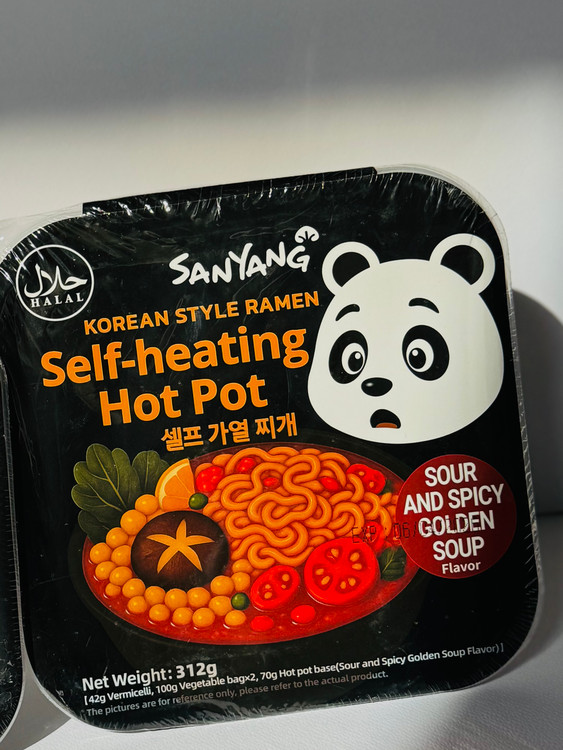 حلال
HALAL
SANYANG
KOREAN STYLE RAMEN
Self-heating
Hot Pot
셀프 가열 찌개
SOUR
AND SPICY
GOLDEN
SOUP
Flavor
EXP 06/
Net Weight: 312g
[42g Vermicelli, 100g Vegetable bag×2, 70g Hot pot base(Sour and Spicy Golden Soup Flavor)]
The pictures are for reference only, please refer to the actual product.